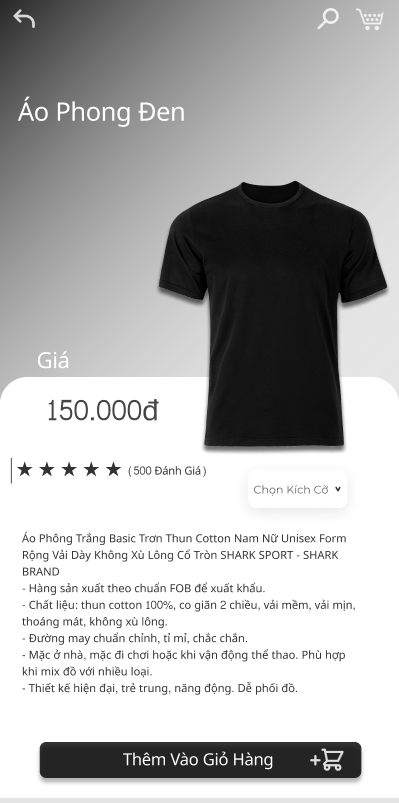 Áo Phong Đen
Giá
150.000đ
(500 Đánh Giá)
Chọn Kích Cỡ
Áo Phông Trắng Basic Trơn Thun Cotton Nam Nữ Unisex Form
Rộng Vải Dày Không Xù Lông Cổ Tròn SHARK SPORT - SHARK
BRAND
- Hàng sản xuất theo chuẩn FOB để xuất khẩu.
- Chất liệu: thun cotton 100%, co giãn 2 chiều, vải mềm, vải mịn,
thoáng mát, không xù lông.
- Đường may chuẩn chỉnh, tỉ mỉ, chắc chắn.
- Mặc ở nhà, mặc đi chơi hoặc khi vận động thể thao. Phù hợp
khi mix đồ với nhiều loại.
- Thiết kế hiện đại, trẻ trung, năng động. Dễ phối đồ.
Thêm Vào Giỏ Hàng